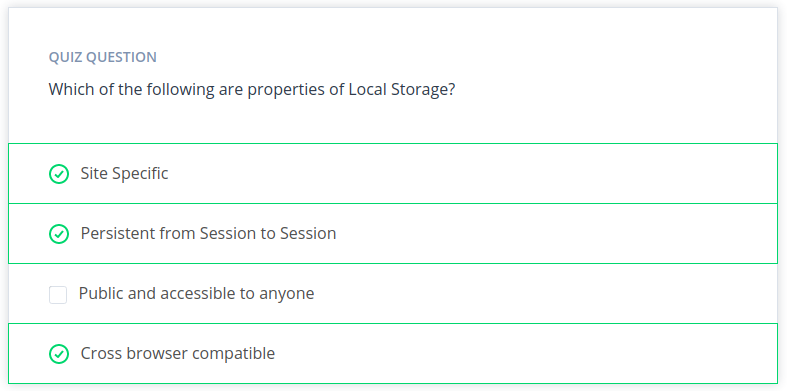 QUIZ QUESTION
Which of the following are properties of Local Storage?
Site Specific
Persistent from Session to Session
Public and accessible to anyone
Cross browser compatible